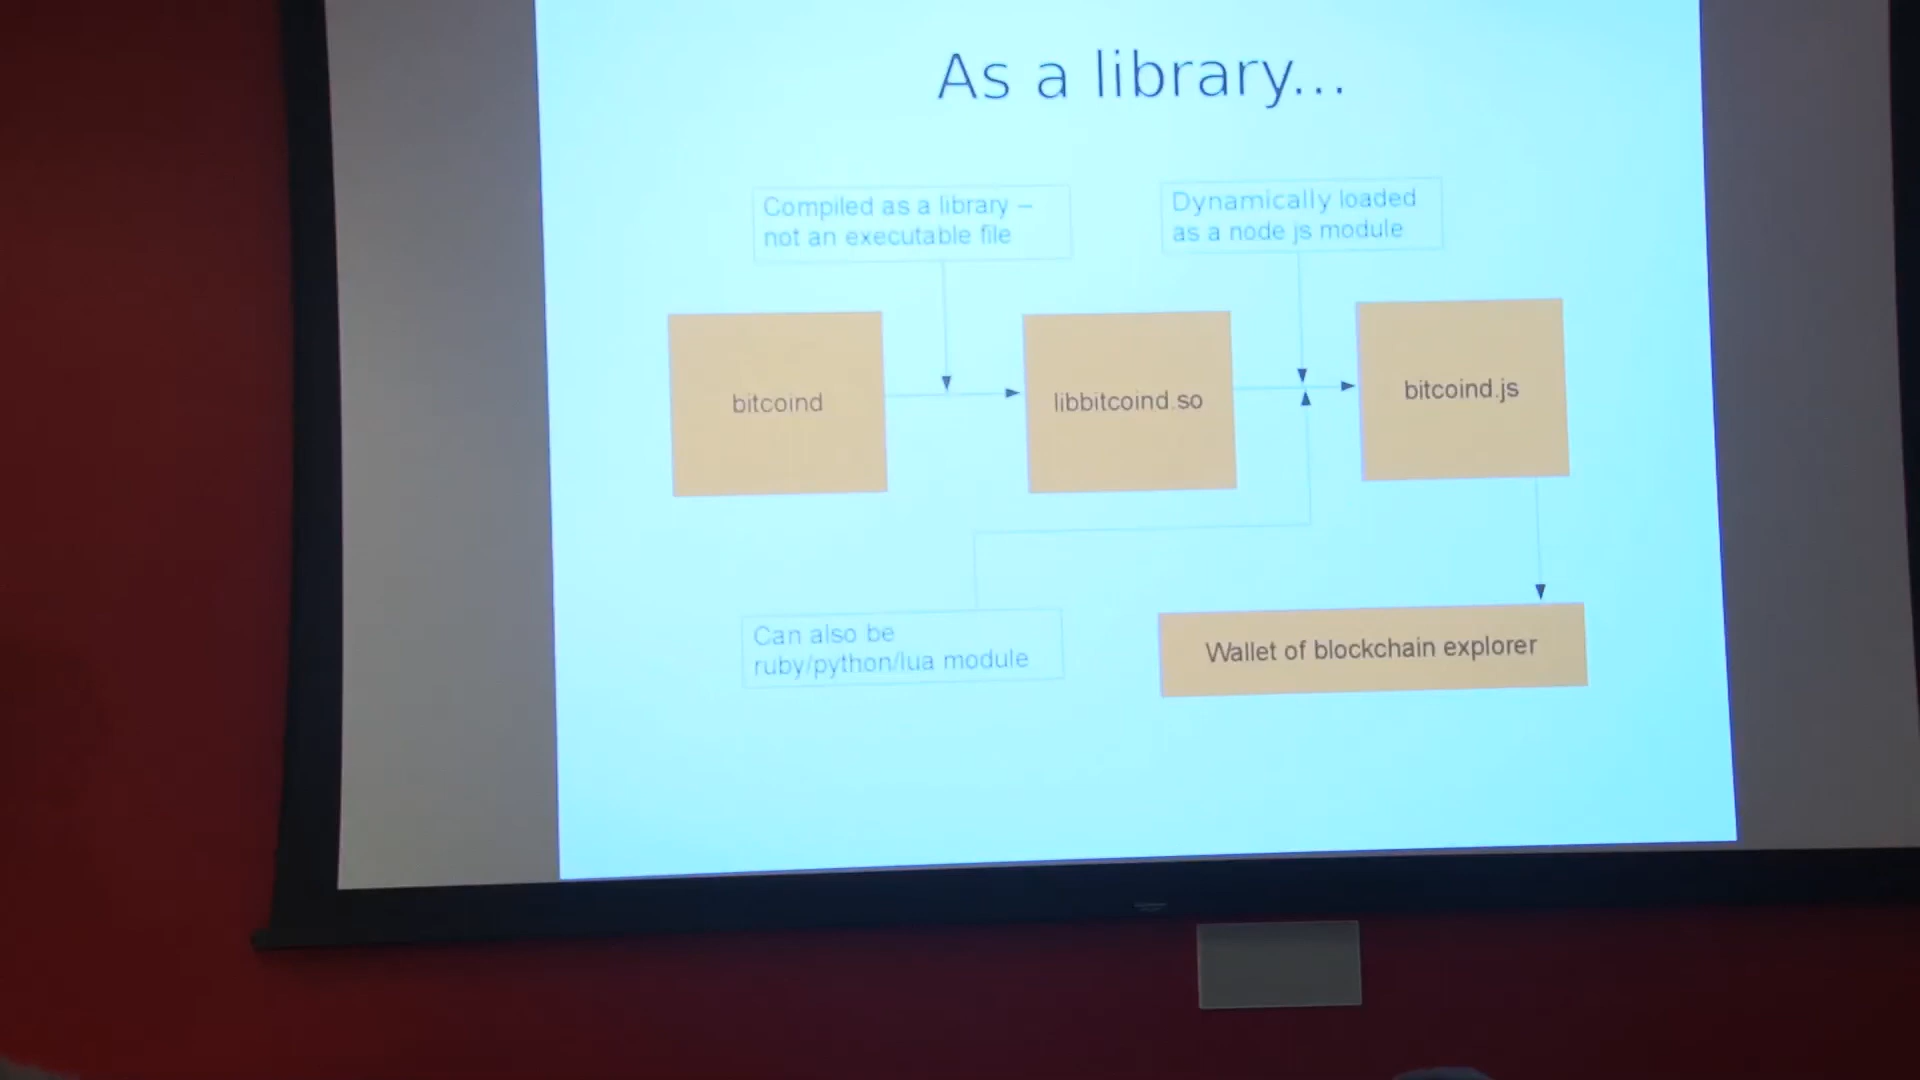 As a library...
Compiled as a library –
not an executable file
Dynamically loaded
as a node js module
bitcoind
libbitcoind.so
bitcoind.js
Can also be
ruby/python/lua module
Wallet of blockchain explorer